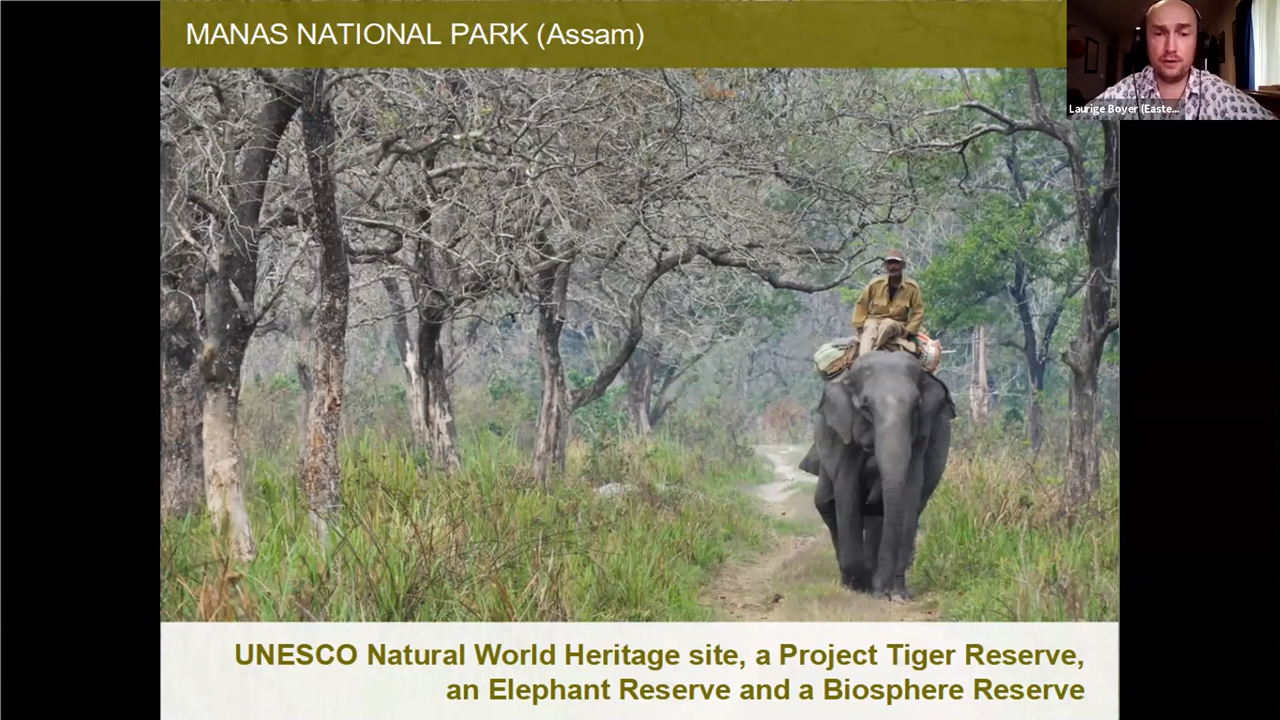 MANAS NATIONAL PARK (Assam)
Laurige Boyer (Easte...
UNESCO Natural World Heritage site, a Project Tiger Reserve,
an Elephant Reserve and a Biosphere Reserve